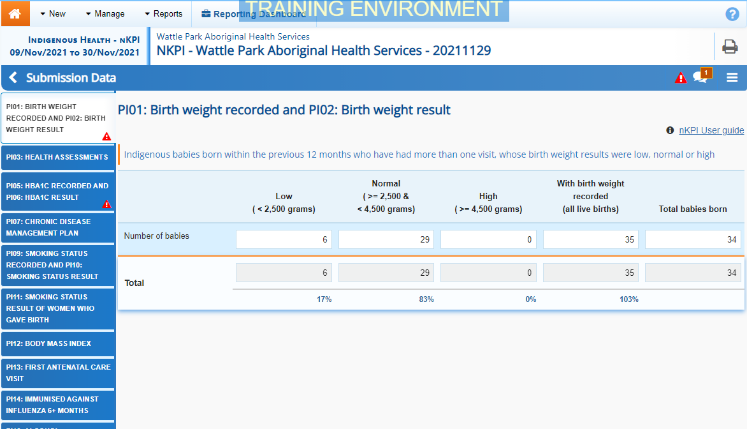 New Manage Reports Reporting Dashboard
TRAINING ENVIRONMENT
Indigenous Health - nKPI
09/Nov/2021 to 30/Nov/2021
Wattle Park Aboriginal Health Services
NKPI - Wattle Park Aboriginal Health Services - 20211129
Submission Data
1
PI01: BIRTH WEIGHT
RECORDED AND PI02: BIRTH
WEIGHT RESULT
PI03: HEALTH ASSESSMENTS
PI05: HBA1C RECORDED AND
PI06: HBA1C RESULT
PI07: CHRONIC DISEASE
MANAGEMENT PLAN
PI09: SMOKING STATUS
RECORDED AND PI10:
SMOKING STATUS RESULT
PI11: SMOKING STATUS
RESULT OF WOMEN WHO
GAVE BIRTH
PI12: BODY MASS INDEX
PI13: FIRST ANTENATAL CARE
VISIT
PI14: IMMUNISED AGAINST
INFLUENZA 6+ MONTHS
PI01: Birth weight recorded and PI02: Birth weight result
nKPI User guide
Indigenous babies born within the previous 12 months who have had more than one visit, whose birth weight results were low, normal or high
Low
( < 2,500 grams)
Normal
( >= 2,500 &
< 4,500 grams)
High
( >= 4,500 grams)
With birth weight
recorded
(all live births)
Total babies born
Number of babies 6 29 0 35 34
Total 6 29 0 35 34
17% 83% 0% 103%